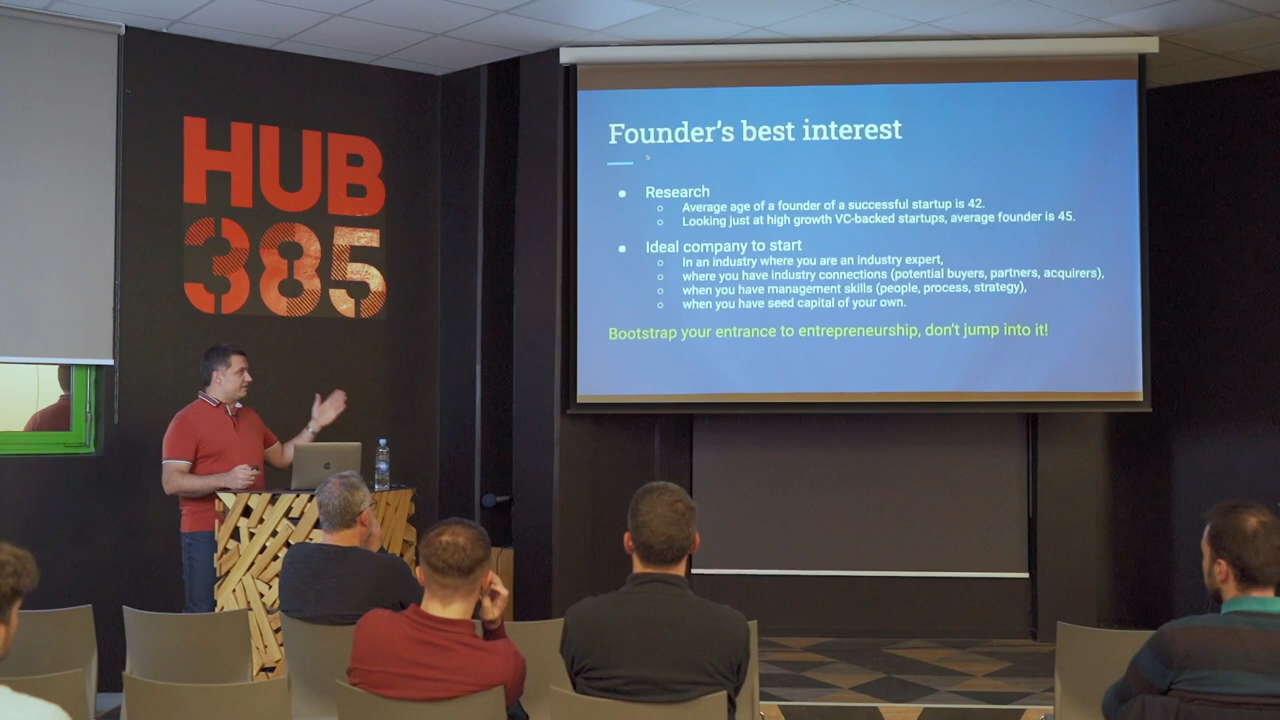 HUB
385
Founder's best interest
● Research
○ Average age of a founder of a successful startup is 42.
○ Looking just at high growth VC-backed startups, average founder is 45.
● Ideal company to start
○ In an industry where you are an industry expert,
○ where you have industry connections (potential buyers, partners, acquirers),
○ when you have management skills (people, process, strategy),
○ when you have seed capital of your own.
Bootstrap your entrance to entrepreneurship, don't jump into it!